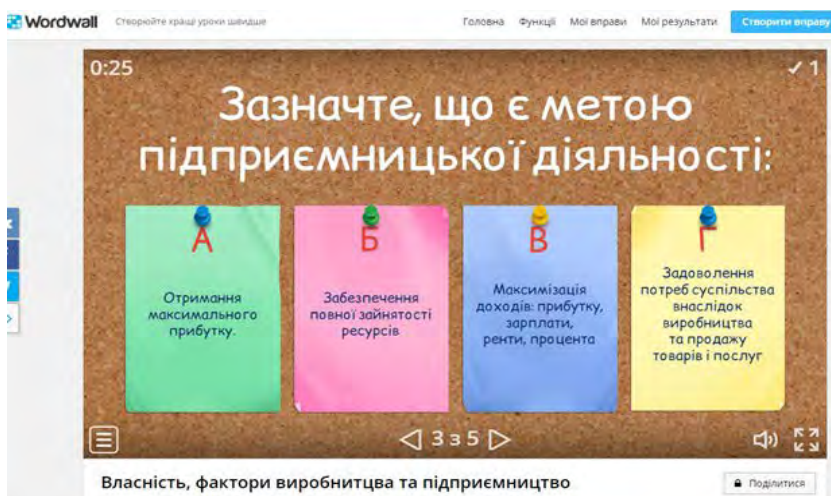 Wordwall Створюйте кращі уроки швидше Головна Функції Мої вправи Мої результати Створити вправу
0:25 ✓ 1
Зазначте, що є метою
підприємницької діяльності:
А
Отримання
максимального
прибутку.
Б
Забезпечення
повної зайнятості
ресурсів
В
Максимізація
доходів: прибутку,
зарплати,
ренти, процента
Г
Задоволення
потреб суспільства
внаслідок
виробництва
та продажу
товарів і послуг
3 з 5
Власність, фактори виробнитцва та підприємництво Поділитися